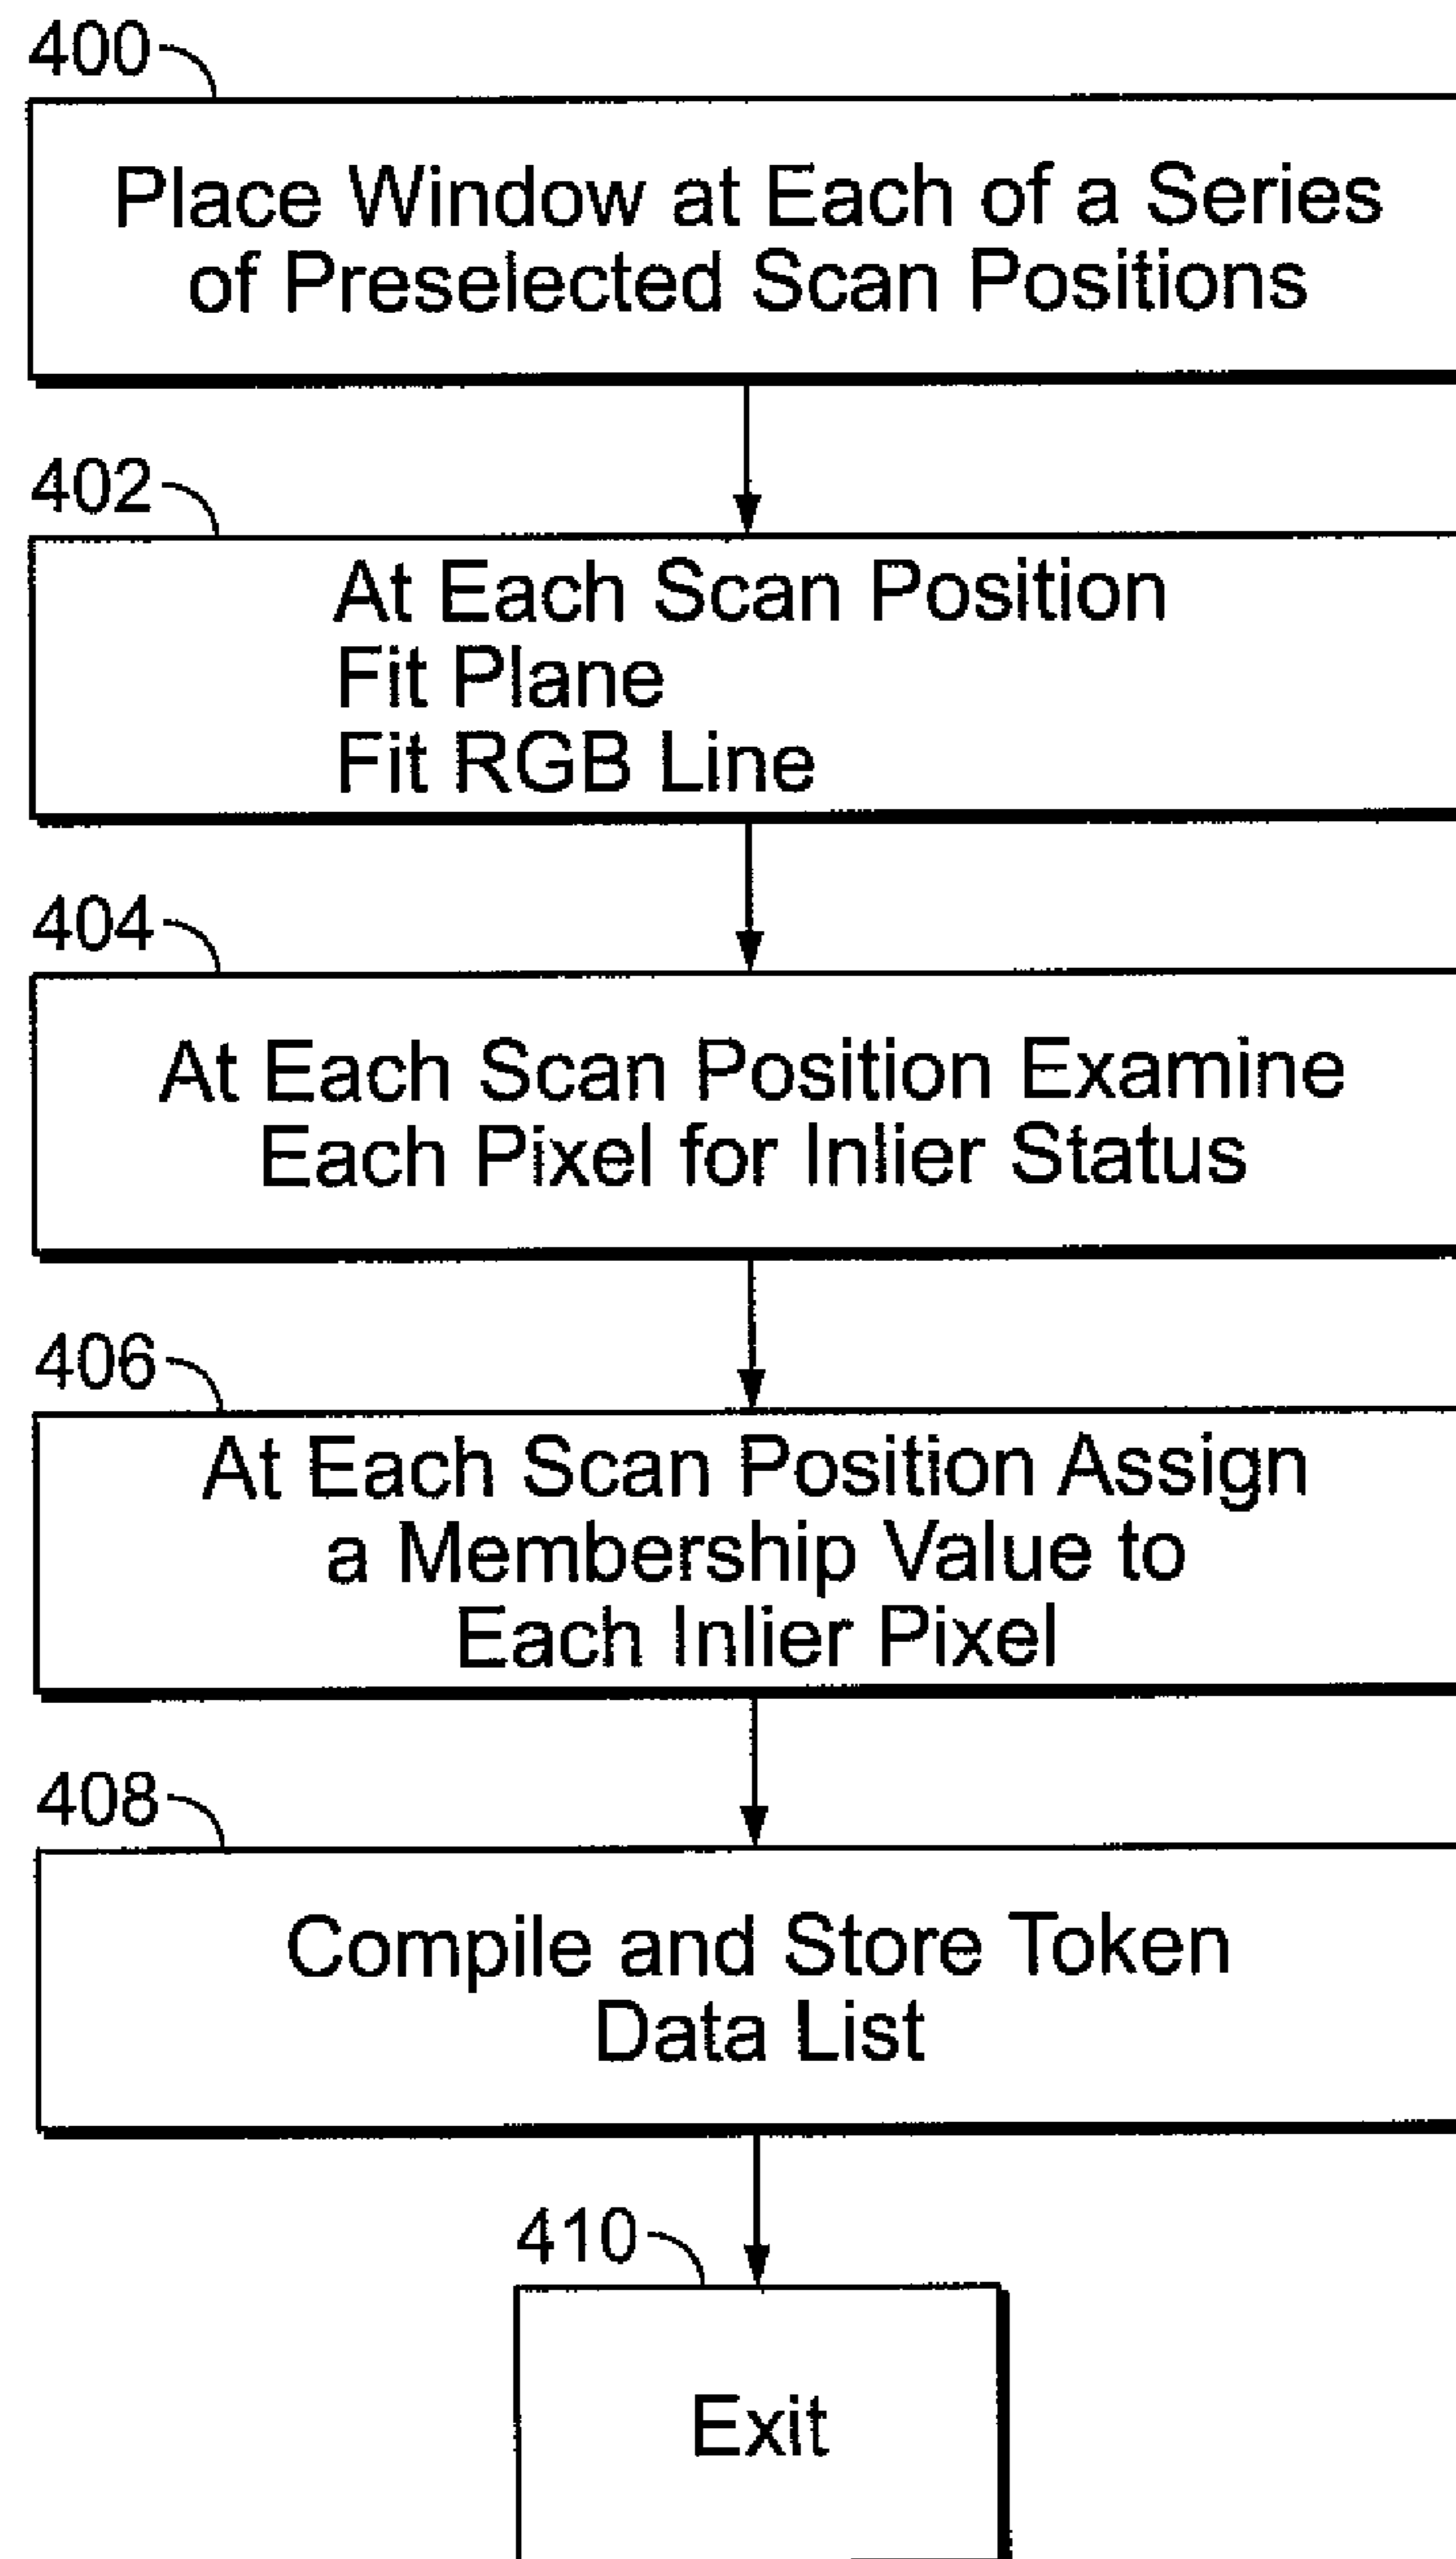 400
Place Window at Each of a Series
of Preselected Scan Positions
402
At Each Scan Position
Fit Plane
Fit RGB Line
404
At Each Scan Position Examine
Each Pixel for Inlier Status
406
At Each Scan Position Assign
a Membership Value to
Each Inlier Pixel
408
Compile and Store Token
Data List
410
Exit